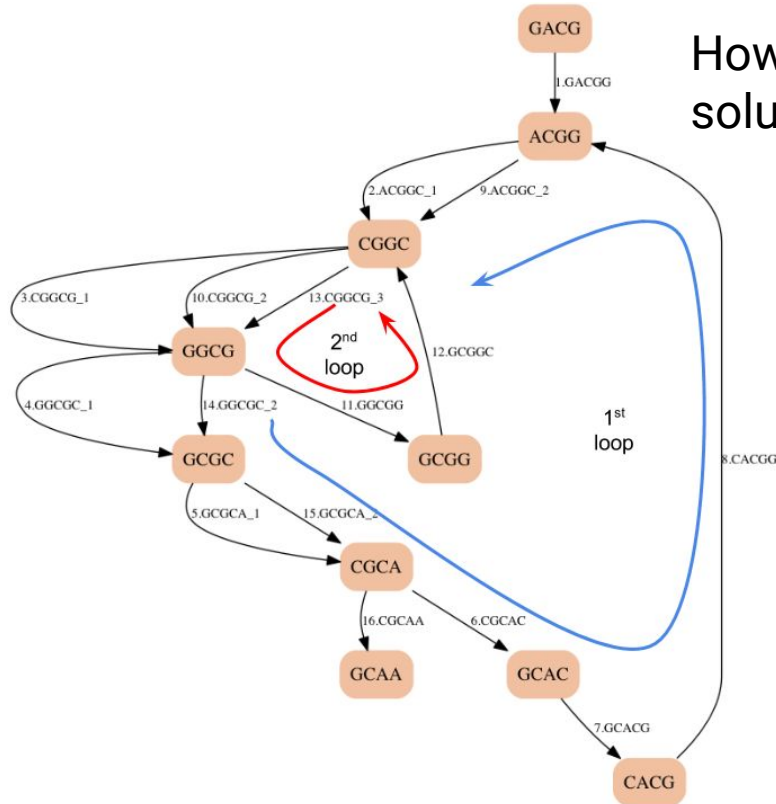 GACG
How
solu
1.GACGG
ACGG
2.ACGGC_1
9.ACGGC_2
CGGC
3.CGGCG_1
10.CGGCG_2
13.CGGCG_3
12.GCGGC
2nd
loop
GGCG
4.GGCGC_1
14.GGCGC_2
11.GGCGG
1st
loop
GCGC
GCGG
8.CACGG
5.GCGCA_1
15.GCGCA_2
CGCA
16.CGCAA
6.CGCAC
GCAA
GCAC
7.GCACG
CACG